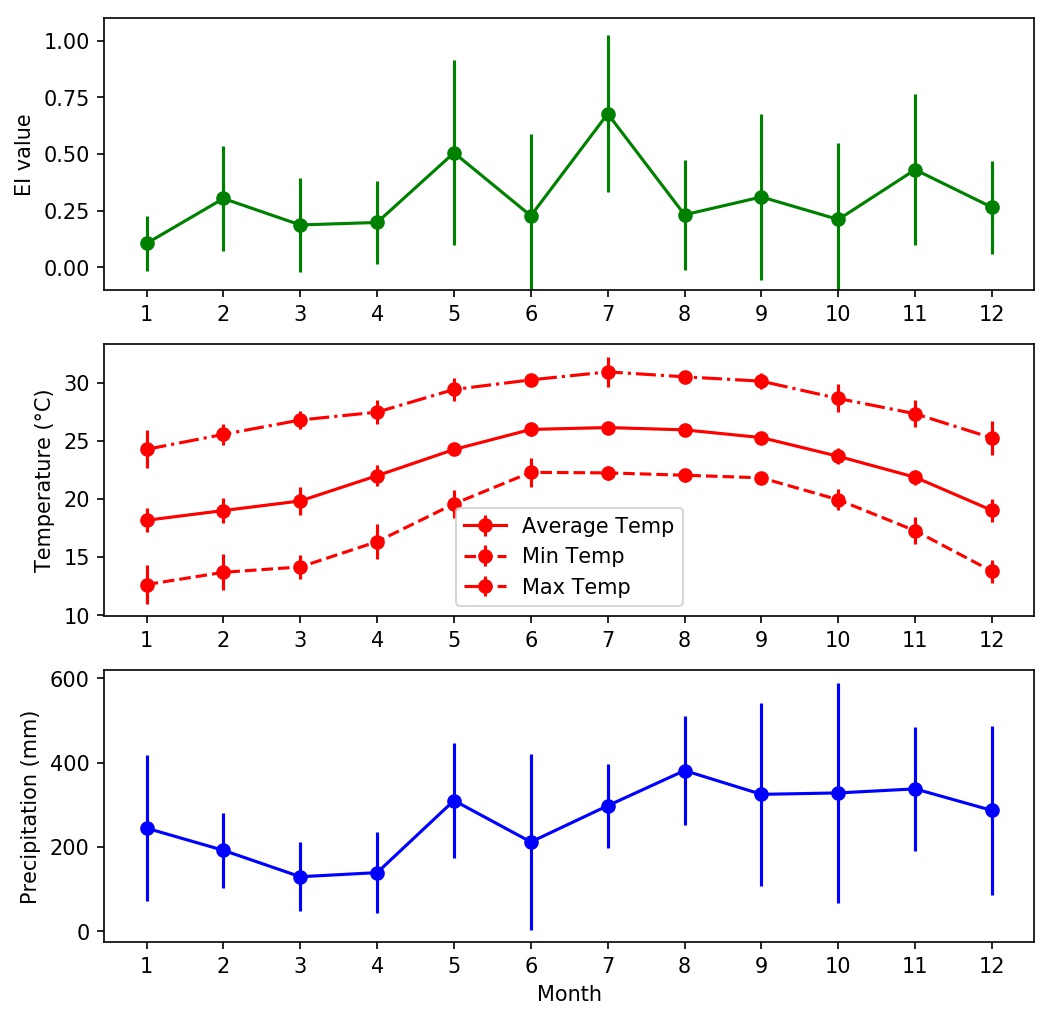 EI value
1.00
0.75
0.50
0.25
0.00
1 2 3 4 5 6 7 8 9 10 11 12
Temperature (°C)
30
25
20
15
10
Average Temp
Min Temp
Max Temp
1 2 3 4 5 6 7 8 9 10 11 12
Precipitation (mm)
600
400
200
0
1 2 3 4 5 6 7 8 9 10 11 12
Month